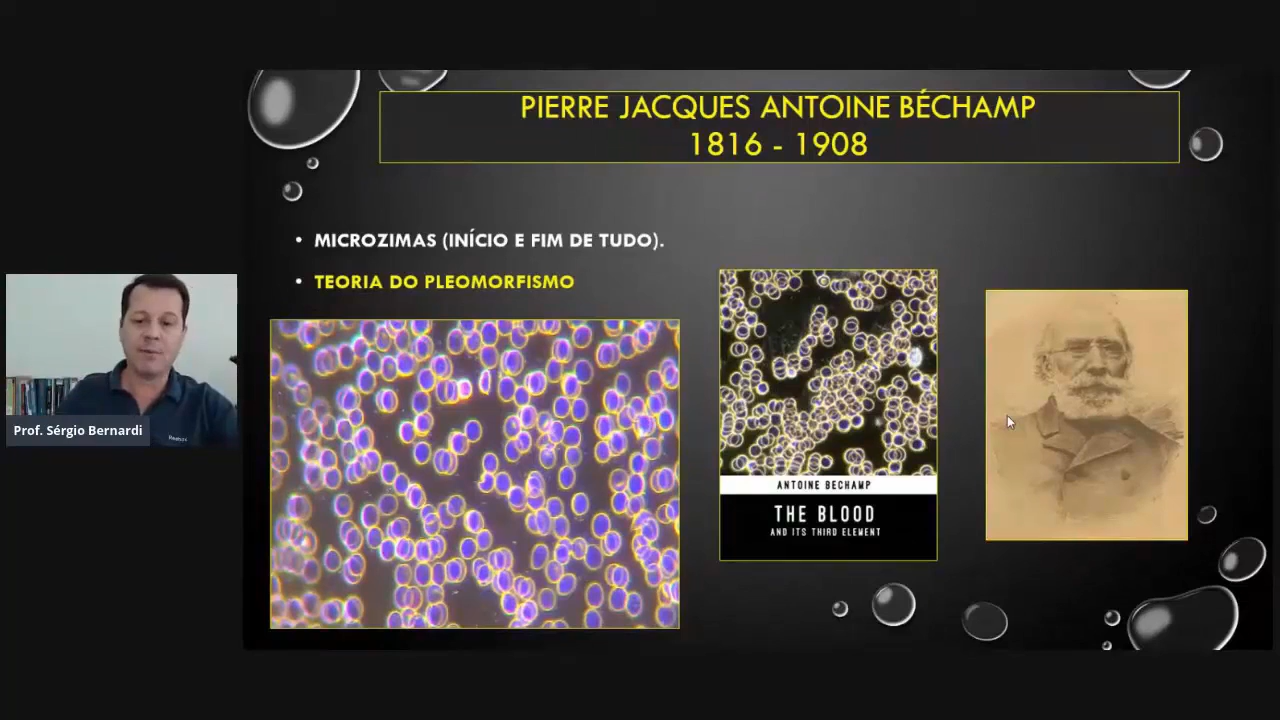 PIERRE JACQUES ANTOINE BÉCHAMP
1816 - 1908
• MICROZIMAS (INÍCIO E FIM DE TUDO).
• TEORIA DO PLEOMORFISMO
Prof. Sérgio Bernardi
Reebok
ANTOINE BECHAMP
THE BLOOD
AND ITS THIRD ELEMENT